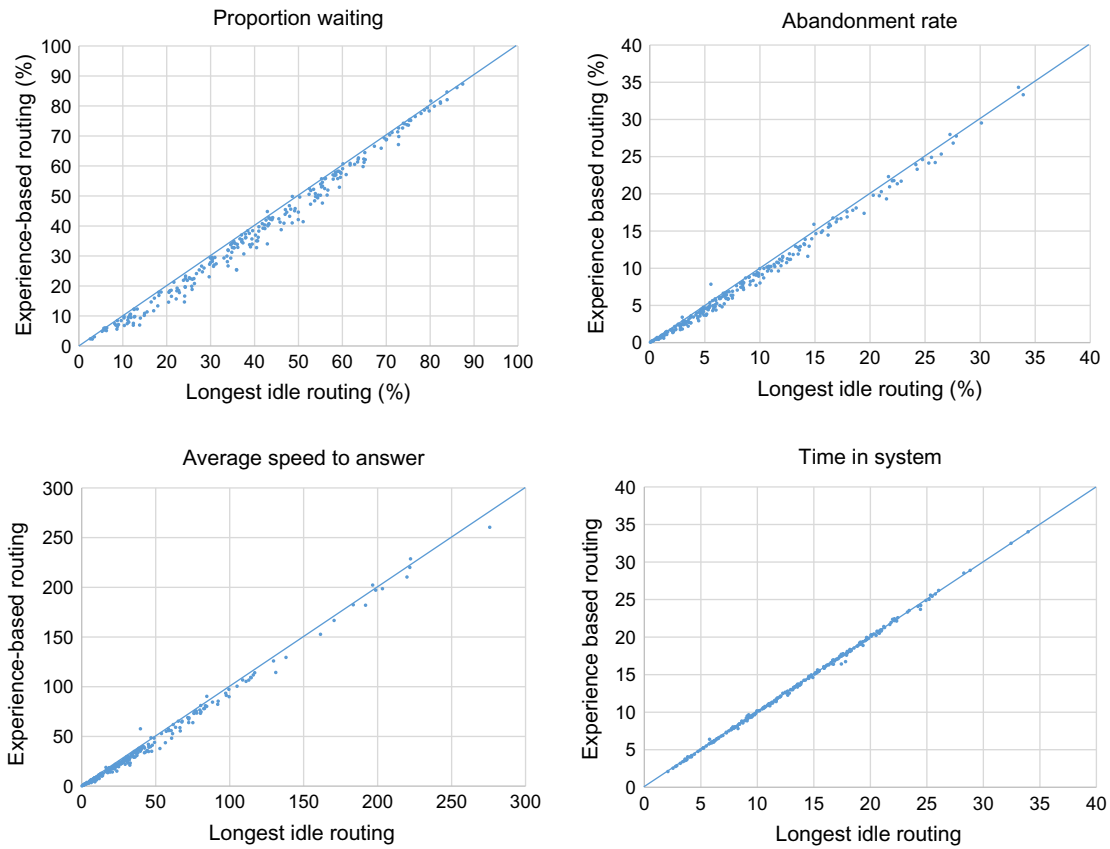 Proportion waiting
Experience-based routing (%)
100
90
80
70
60
50
40
30
20
10
0
0 10 20 30 40 50 60 70 80 90 100
Longest idle routing (%)
Abandonment rate
Experience based routing (%)
40
35
30
25
20
15
10
5
0
0 5 10 15 20 25 30 35 40
Longest idle routing (%)
Average speed to answer
Experience-based routing
300
250
200
150
100
50
0
0 50 100 150 200 250 300
Longest idle routing
Time in system
Experience based routing
40
35
30
25
20
15
10
5
0
0 5 10 15 20 25 30 35 40
Longest idle routing